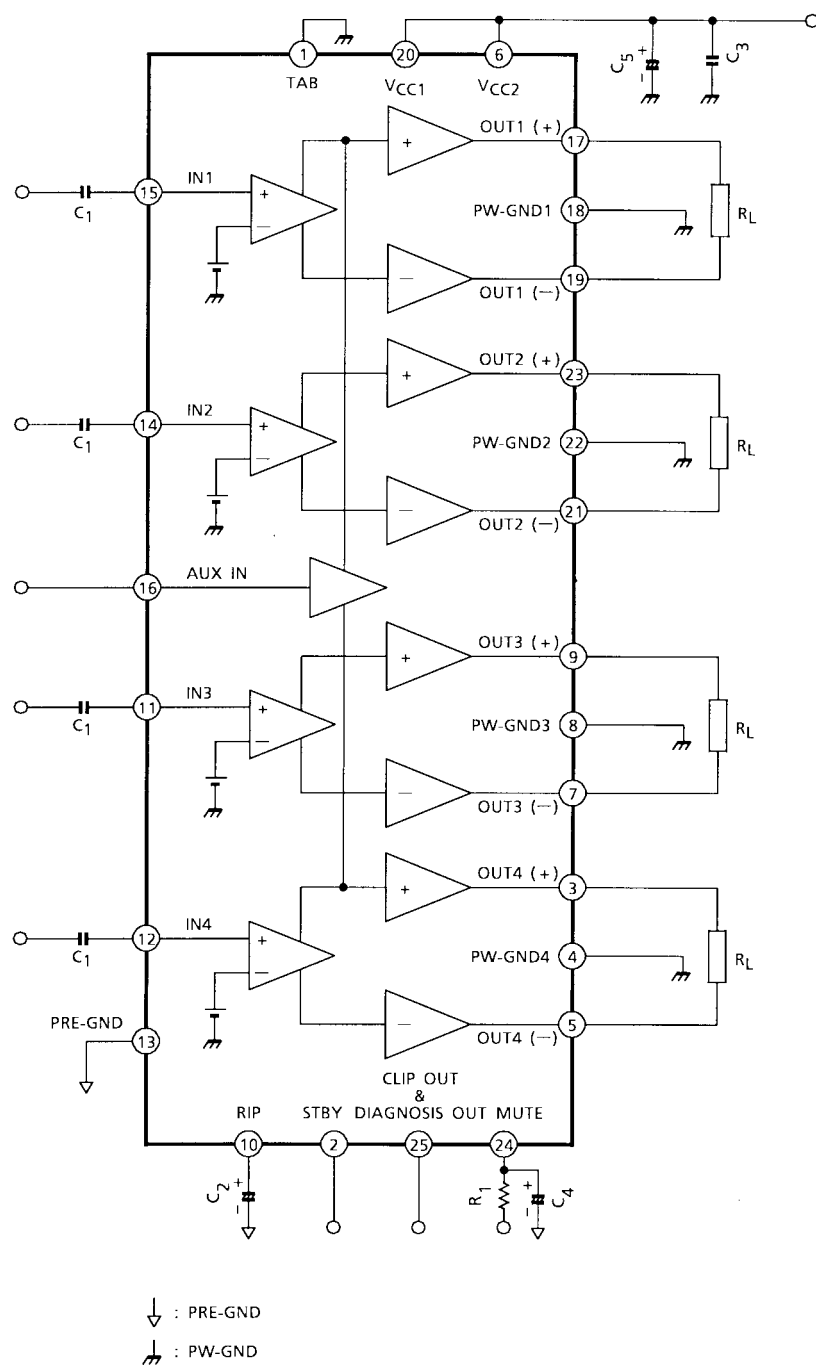 1 20 6
TAB VCC1 VCC2
C5 + - C3
OUT1 (+) 17
+
IN1 15 C1
+ -
PW-GND1 18 RL
- OUT1 (—) 19
OUT2 (+) 23
+
IN2 14 C1
+ -
PW-GND2 22 RL
- OUT2 (—) 21
16 AUX IN
OUT3 (+) 9
+
IN3 11 C1
+ -
PW-GND3 8 RL
- OUT3 (—) 7
OUT4 (+) 3
+
IN4 12 C1
+ -
PW-GND4 4 RL
- OUT4 (—) 5
PRE-GND 13
CLIP OUT
&
RIP STBY DIAGNOSIS OUT MUTE
10 2 25 24
C2 + - R1 + - C4
: PRE-GND
: PW-GND